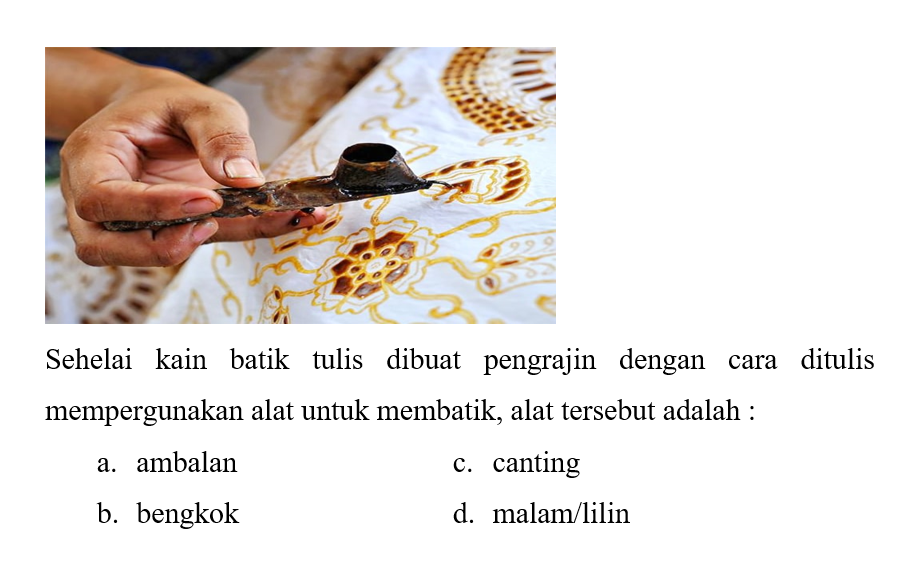 Sehelai kain batik tulis dibuat pengrajin dengan cara ditulis
mempergunakan alat untuk membatik, alat tersebut adalah :
a. ambalan
c. canting
b. bengkok
d. malam/lilin